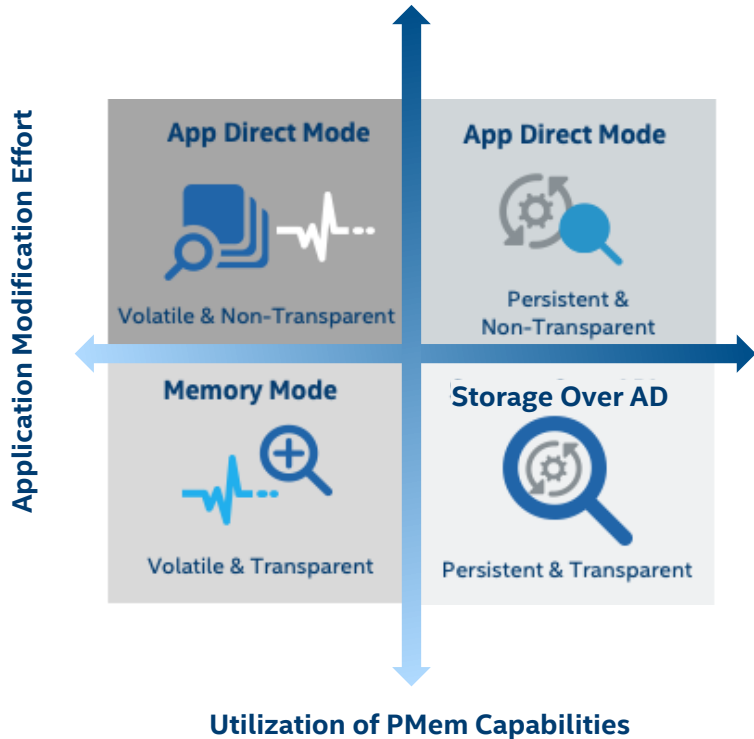 Application Modification Effort
App Direct Mode
Volatile & Non-Transparent
App Direct Mode
Persistent &
Non-Transparent
Memory Mode
Volatile & Transparent
Storage Over AD
Persistent & Transparent
Utilization of PMem Capabilities